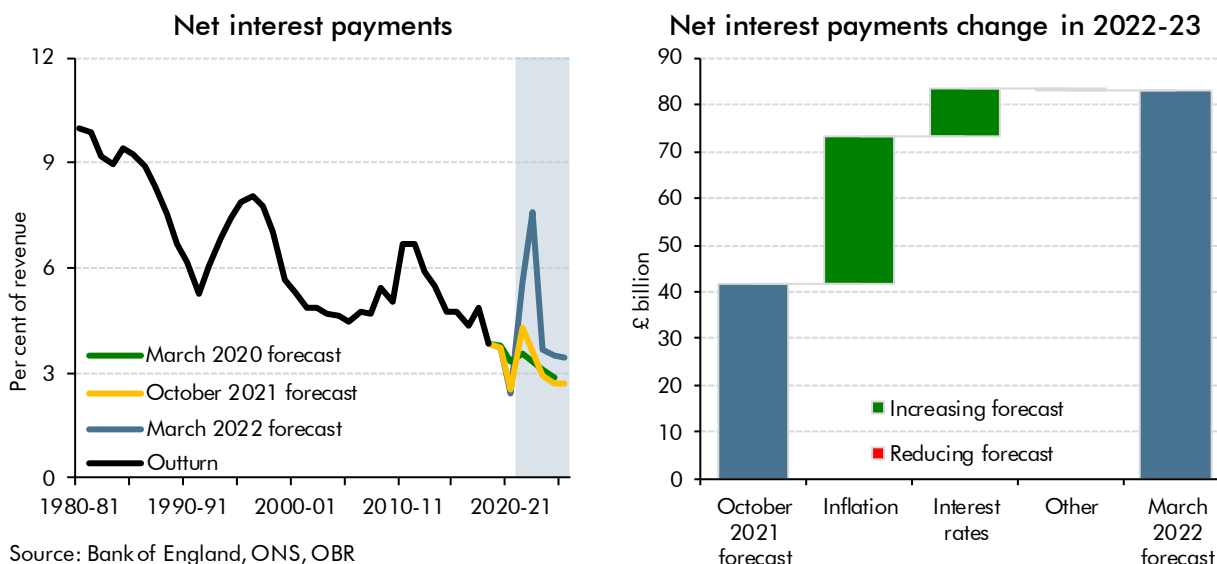 Net interest payments
12
9
6
3
0
Per cent of revenue
March 2020 forecast
October 2021 forecast
March 2022 forecast
Outturn
1980-81 1990-91 2000-01 2010-11 2020-21
Source: Bank of England, ONS, OBR
Net interest payments change in 2022-23
90
80
70
60
50
40
30
20
10
0
£ billion
Increasing forecast
Reducing forecast
October Inflation Interest Other March
2021 rates 2022
forecast forecast